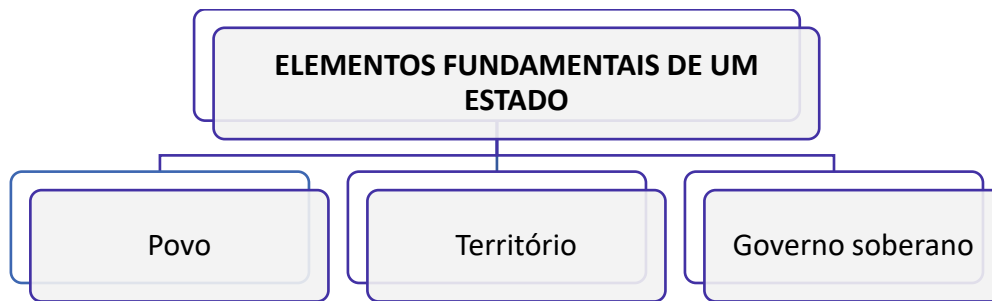 ELEMENTOS FUNDAMENTAIS DE UM
ESTADO
Povo
Território
Governo soberano